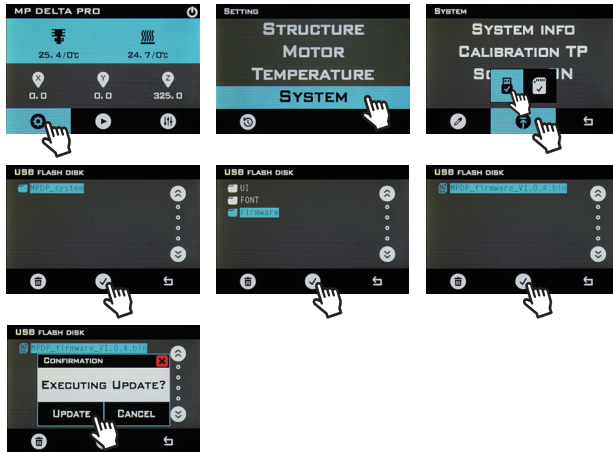 MP DELTA PRO
25.4/0℃
24.7/0℃
X
Y
Z
0.0
0.0
325.0
SETTING
STRUCTURE
MOTOR
TEMPERATURE
SYSTEM
SYSTEM
SYSTEM INFO
CALIBRATION TP
USB FLASH DISK
MPDP_system
USB FLASH DISK
UI
FONT
Firmware
USB FLASH DISK
MPDP_firmware_V1.0.4.bin
USB FLASH DISK
MPDP_firmware_V1.0.4.bin
CONFIRMATION
EXECUTING UPDATE?
UPDATE
CANCEL